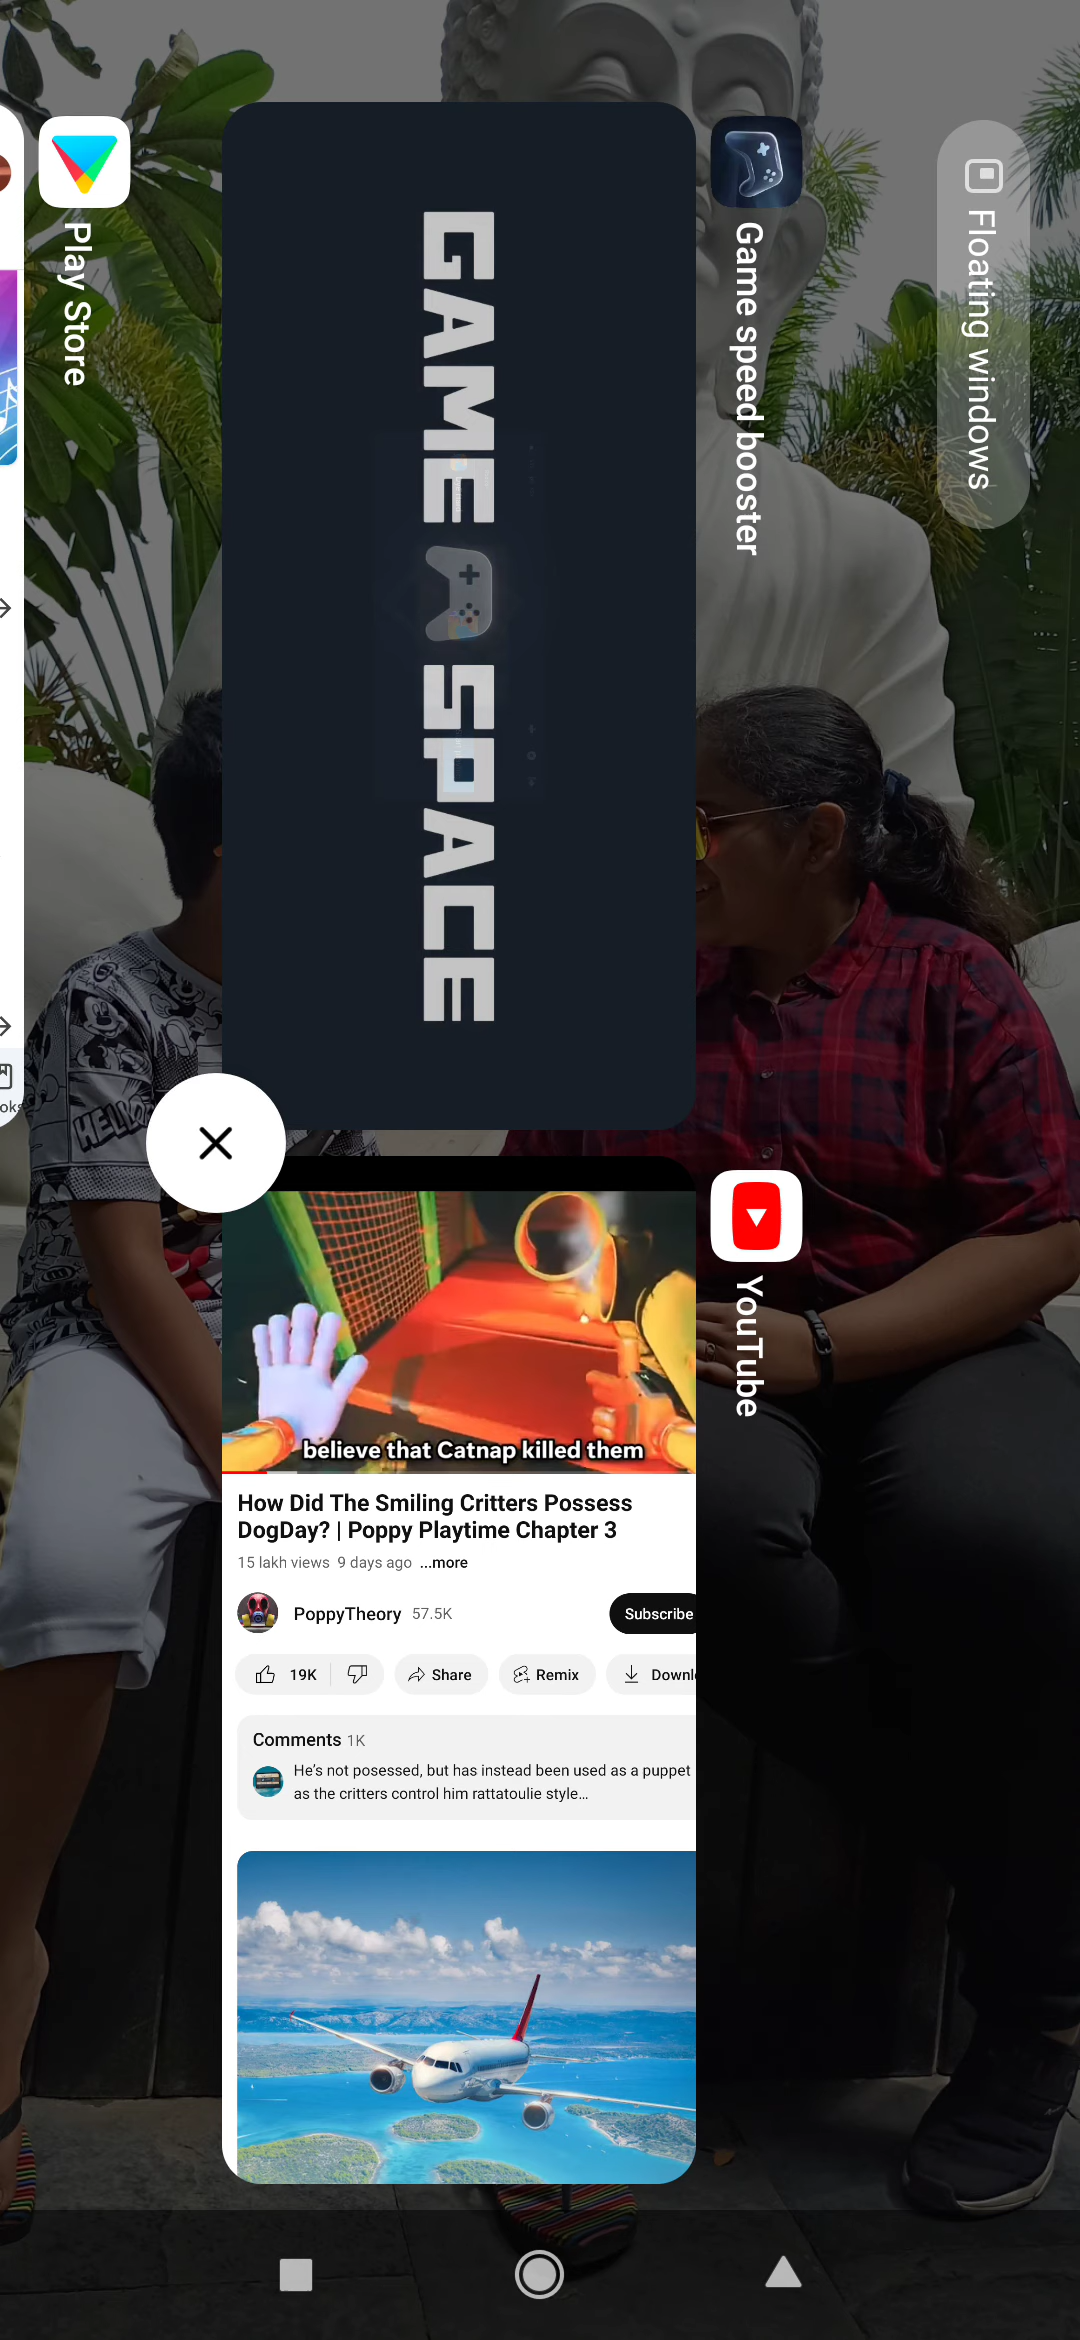 Play Store
Game speed booster
Floating windows
GAME SPACE
oks
HELLO
YouTube
believe that Catnap killed them
How Did The Smiling Critters Possess
DogDay? | Poppy Playtime Chapter 3
15 lakh views 9 days ago ...more
PoppyTheory 57.5K
Subscribe
19K
Share
Remix
Downl
Comments 1K
He's not posessed, but has instead been used as a puppet
as the critters control him rattatoulie style...